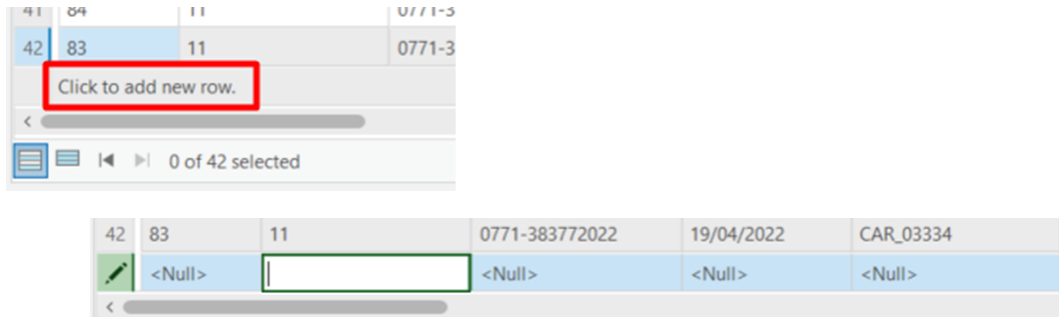 41 84 11 0771-3
42 83 11 0771-3
Click to add new row.
0 of 42 selected
42 83 11 0771-383772022 19/04/2022 CAR_03334
<Null> <Null> <Null> <Null>